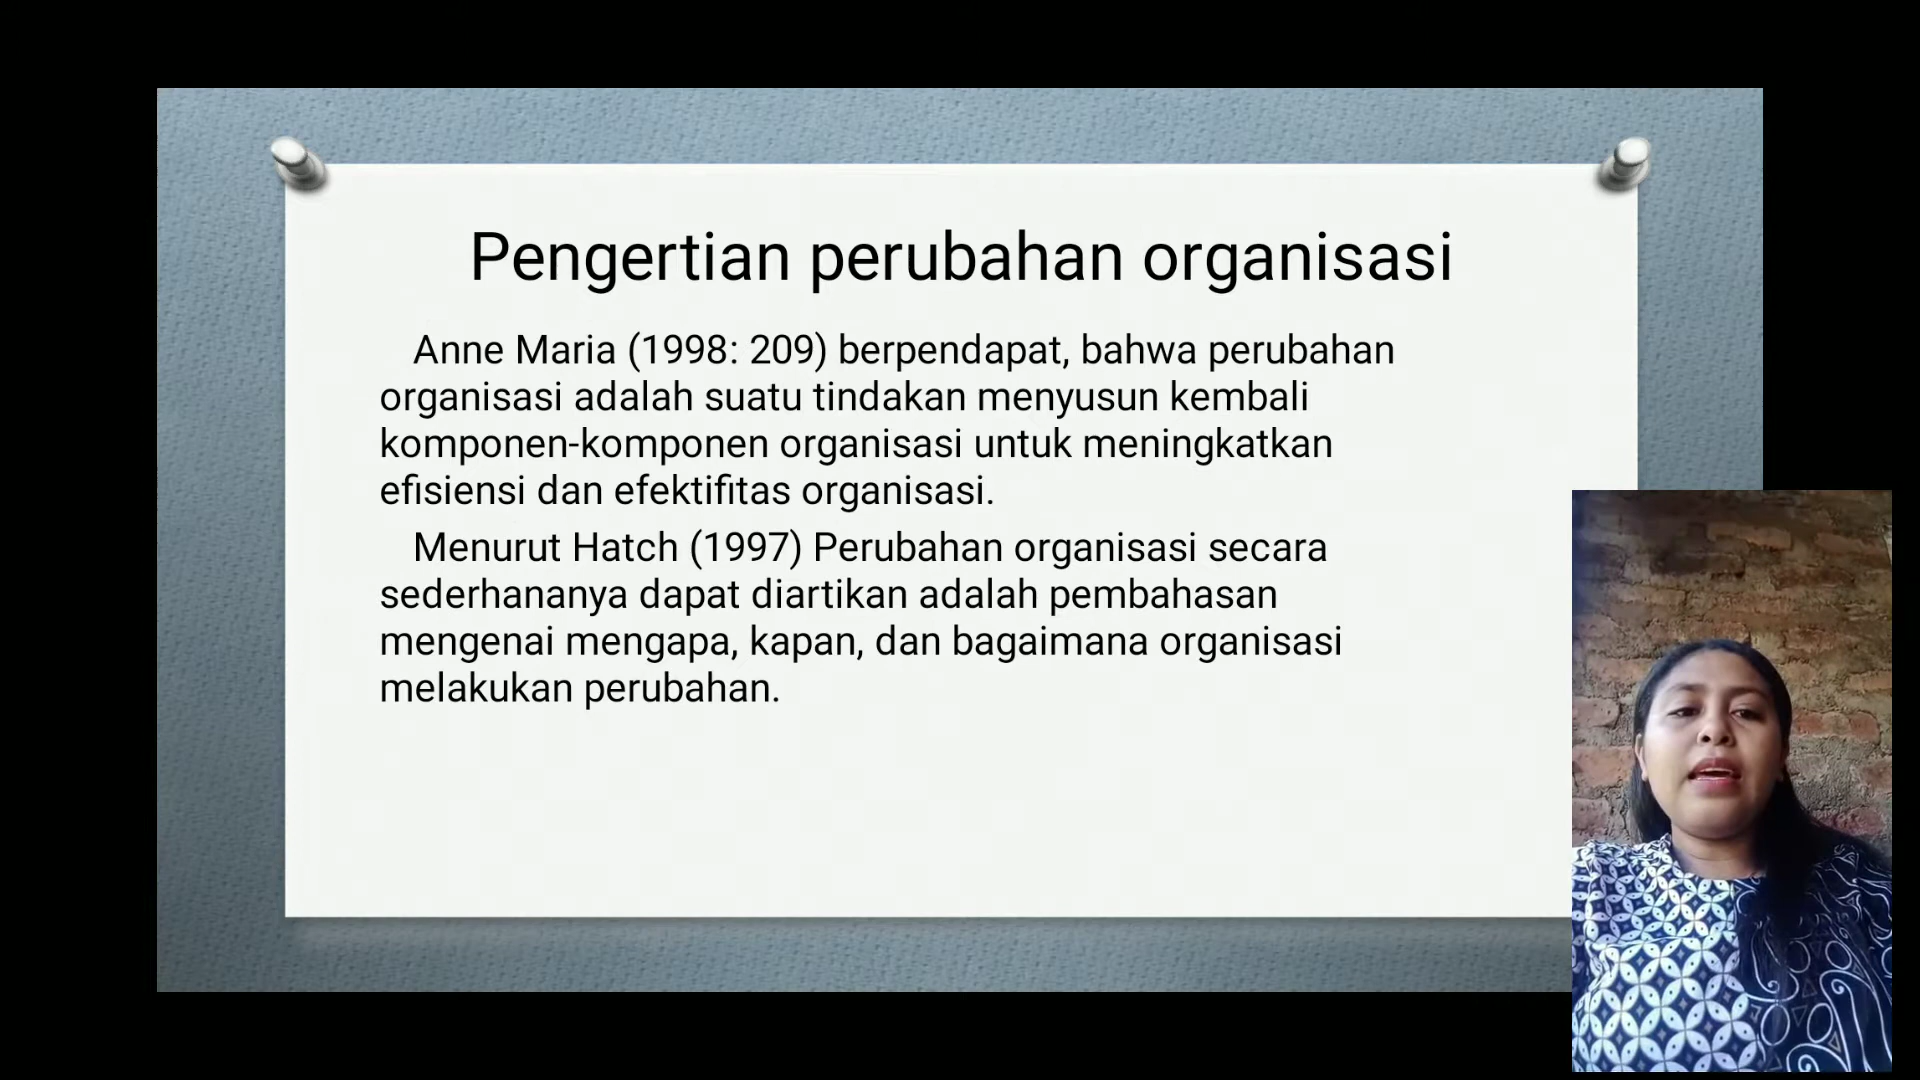 Pengertian perubahan organisasi
Anne Maria (1998: 209) berpendapat, bahwa perubahan
organisasi adalah suatu tindakan menyusun kembali
komponen-komponen organisasi untuk meningkatkan
efisiensi dan efektifitas organisasi.
Menurut Hatch (1997) Perubahan organisasi secara
sederhananya dapat diartikan adalah pembahasan
mengenai mengapa, kapan, dan bagaimana organisasi
melakukan perubahan.